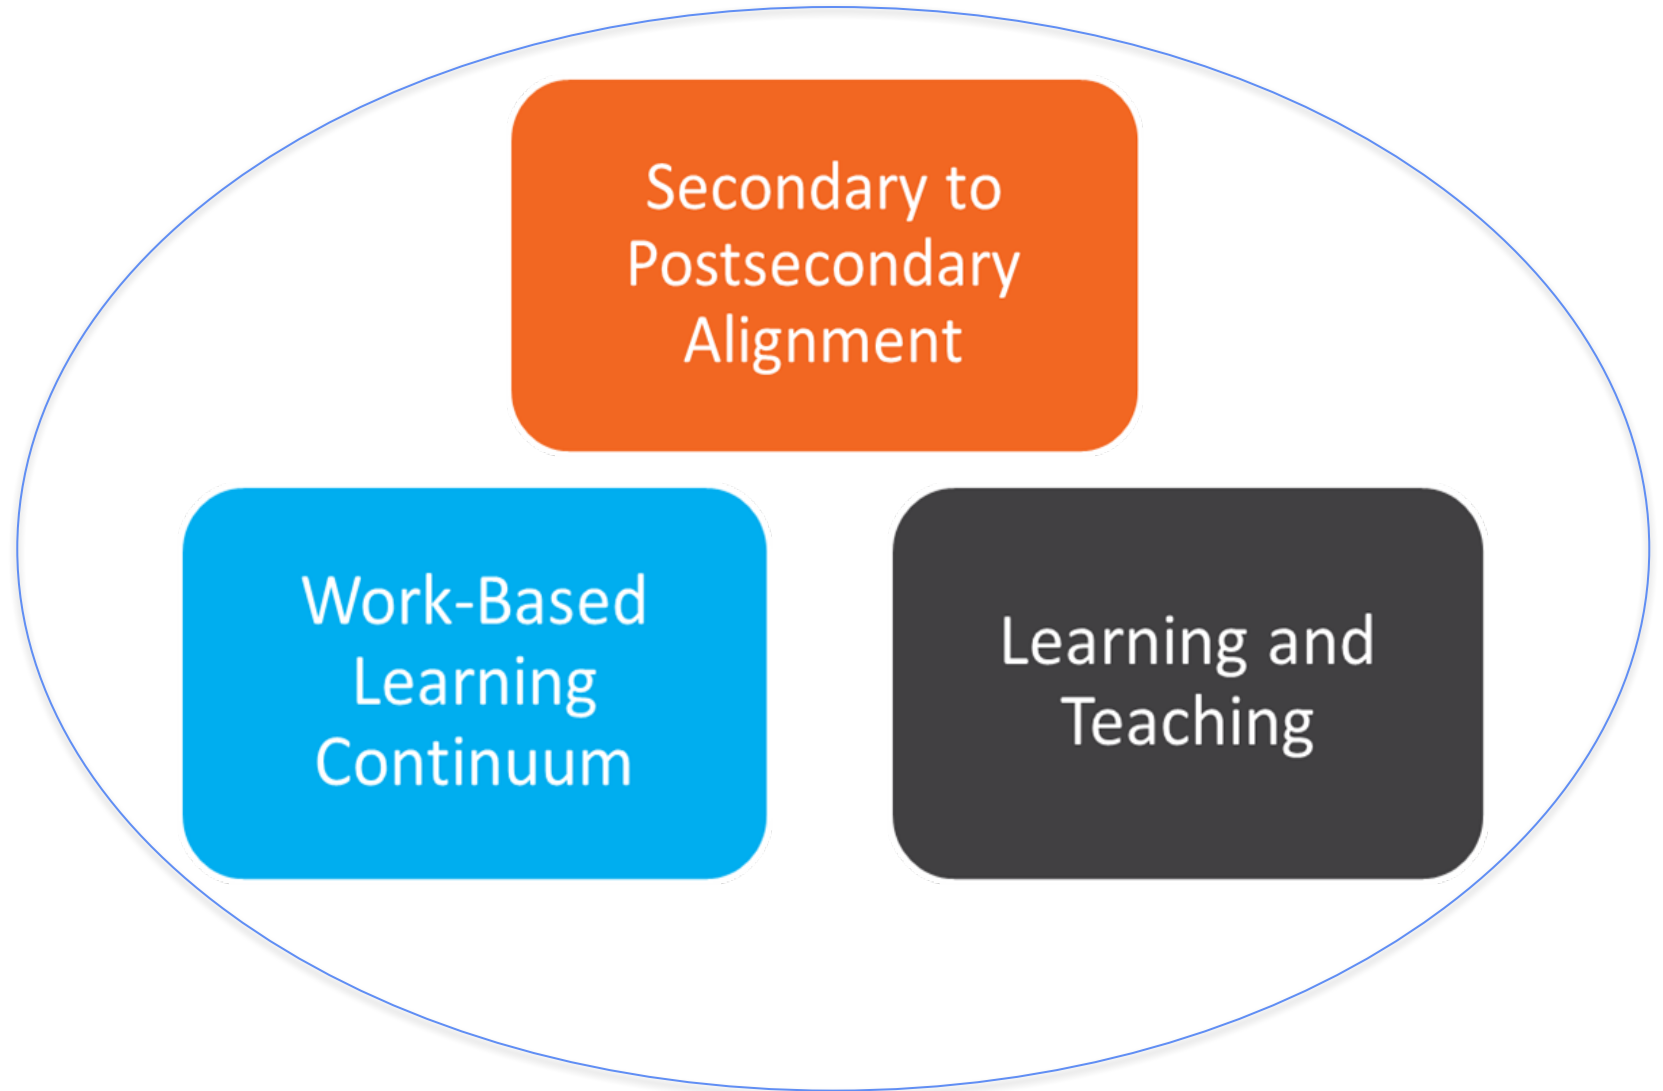 Secondary to
Postsecondary
Alignment
Work-Based
Learning
Continuum
Learning and
Teaching